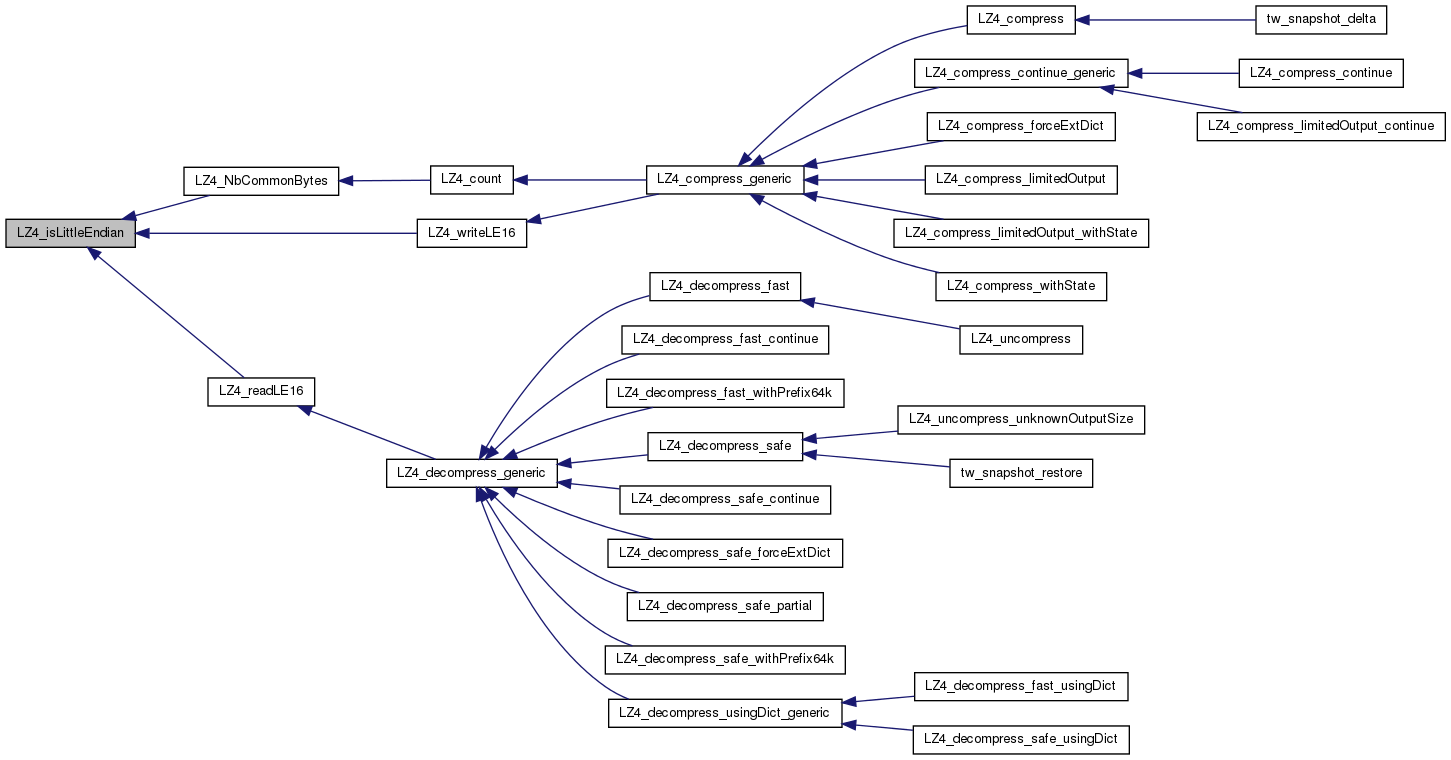 LZ4_compress
tw_snapshot_delta
LZ4_compress_continue_generic
LZ4_compress_continue
LZ4_compress_forceExtDict
LZ4_compress_limitedOutput_continue
LZ4_NbCommonBytes
LZ4_count
LZ4_compress_generic
LZ4_compress_limitedOutput
LZ4_isLittleEndian
LZ4_writeLE16
LZ4_compress_limitedOutput_withState
LZ4_decompress_fast
LZ4_compress_withState
LZ4_decompress_fast_continue
LZ4_uncompress
LZ4_readLE16
LZ4_decompress_fast_withPrefix64k
LZ4_uncompress_unknownOutputSize
LZ4_decompress_safe
LZ4_decompress_generic
tw_snapshot_restore
LZ4_decompress_safe_continue
LZ4_decompress_safe_forceExtDict
LZ4_decompress_safe_partial
LZ4_decompress_safe_withPrefix64k
LZ4_decompress_fast_usingDict
LZ4_decompress_usingDict_generic
LZ4_decompress_safe_usingDict